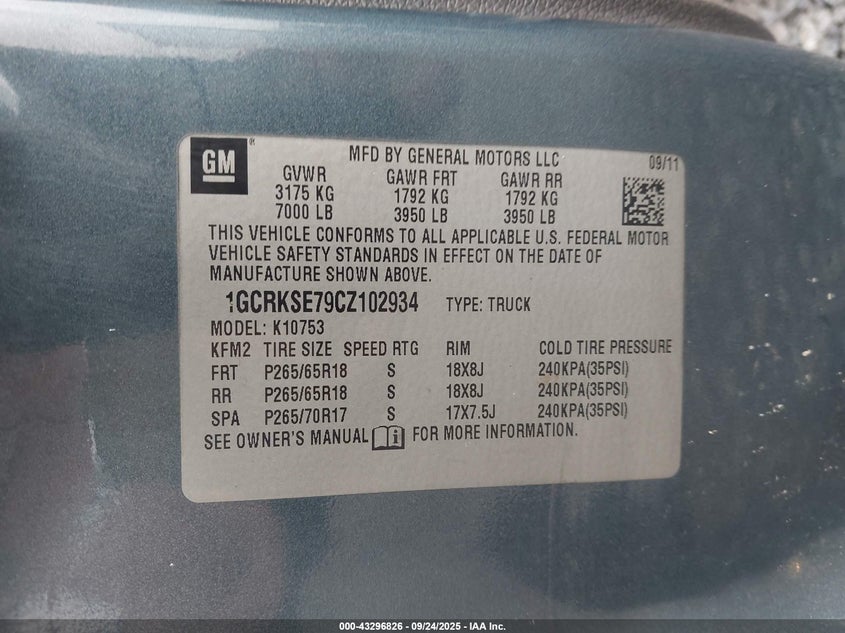 GM
MFD BY GENERAL MOTORS LLC 09/11
GVWR GAWR FRT GAWR RR
3175 KG 1792 KG 1792 KG
7000 LB 3950 LB 3950 LB
THIS VEHICLE CONFORMS TO ALL APPLICABLE U.S. FEDERAL MOTOR
VEHICLE SAFETY STANDARDS IN EFFECT ON THE DATE OF
MANUFACTURE SHOWN ABOVE.
1GCRKSE79CZ102934 TYPE: TRUCK
MODEL: K10753
KFM2 TIRE SIZE SPEED RTG RIM COLD TIRE PRESSURE
FRT P265/65R18 S 18X8J 240KPA(35PSI)
RR P265/65R18 S 18X8J 240KPA(35PSI)
SPA P265/70R17 S 17X7.5J 240KPA(35PSI)
SEE OWNER'S MANUAL i FOR MORE INFORMATION.
000-43296826 - 09/24/2025 - IAA Inc.